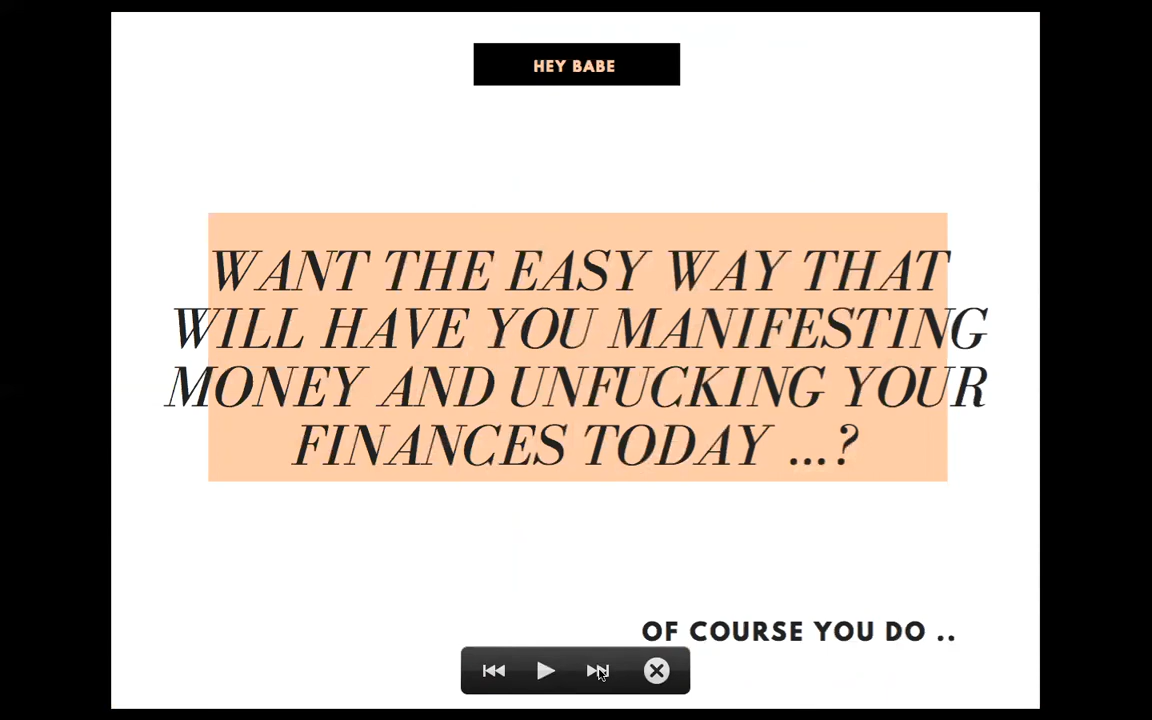 HEY BABE
WANT THE EASY WAY THAT
WILL HAVE YOU MANIFESTING
MONEY AND UNFUCKING YOUR
FINANCES TODAY ...?
OF COURSE YOU DO ..